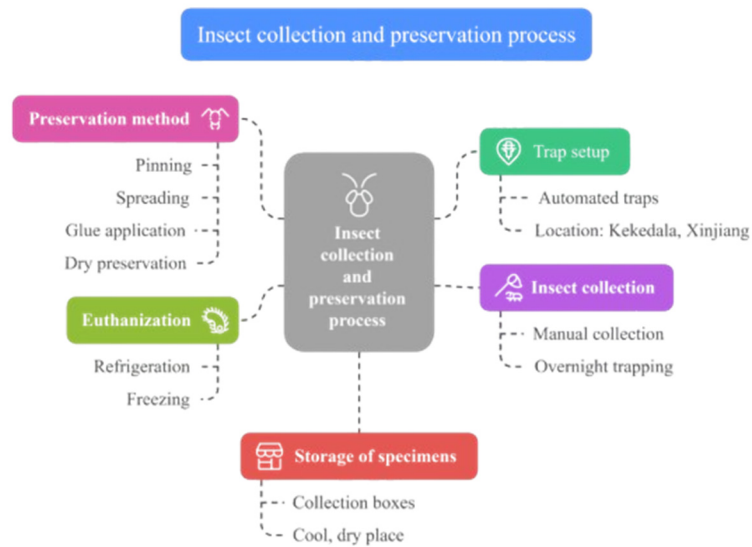 Insect collection and preservation process
Preservation method
Pinning
Spreading
Glue application
Dry preservation
Euthanization
Refrigeration
Freezing
Insect
collection
and
preservation
process
Trap setup
Automated traps
Location: Kekedala, Xinjiang
Insect collection
Manual collection
Overnight trapping
Storage of specimens
Collection boxes
Cool, dry place